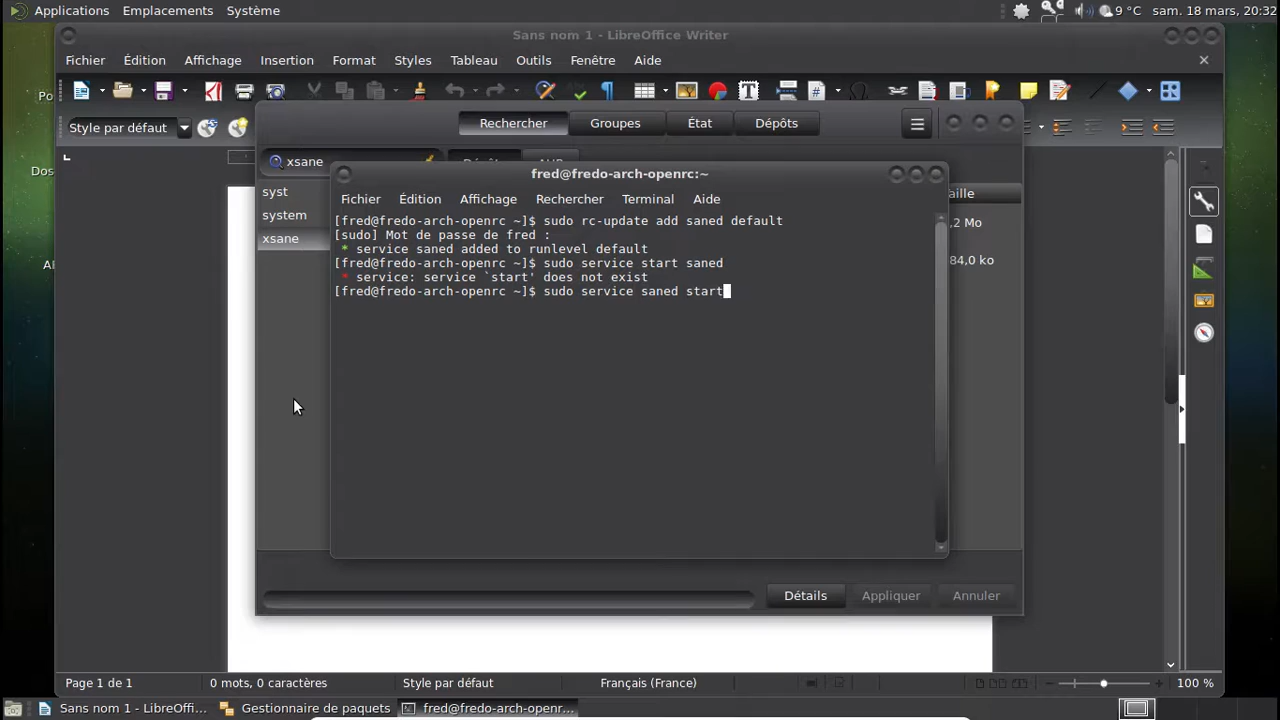 Applications Emplacements Système 9 °C sam. 18 mars, 20:32
Sans nom 1 - LibreOffice Writer
Fichier Édition Affichage Insertion Format Styles Tableau Outils Fenêtre Aide
Style par défaut
Rechercher Groupes État Dépôts
xsane
syst
system
xsane
aille
,2 Mo
84,0 ko
fred@fredo-arch-openrc:~
Fichier Édition Affichage Rechercher Terminal Aide
[fred@fredo-arch-openrc ~]$ sudo rc-update add saned default
[sudo] Mot de passe de fred :
* service saned added to runlevel default
[fred@fredo-arch-openrc ~]$ sudo service start saned
* service: service `start' does not exist
[fred@fredo-arch-openrc ~]$ sudo service saned start
Détails Appliquer Annuler
Page 1 de 1 0 mots, 0 caractères Style par défaut Français (France) 100 %
Sans nom 1 - LibreOffi... Gestionnaire de paquets fred@fredo-arch-openr...